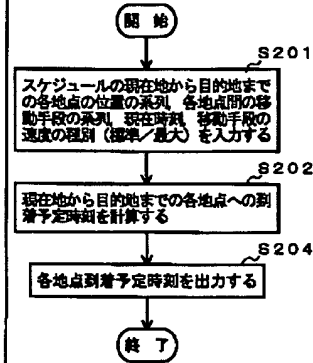 開 始
S201
スケジュールの現在地から目的地まで
の各地点の位置の系列，各地点間の移
動手段の系列，現在時刻，移動手段の
速度の種別（標準／最大）を入力する
S202
現在地から目的地までの各地点への到
着予定時刻を計算する
S204
各地点到着予定時刻を出力する
終 了